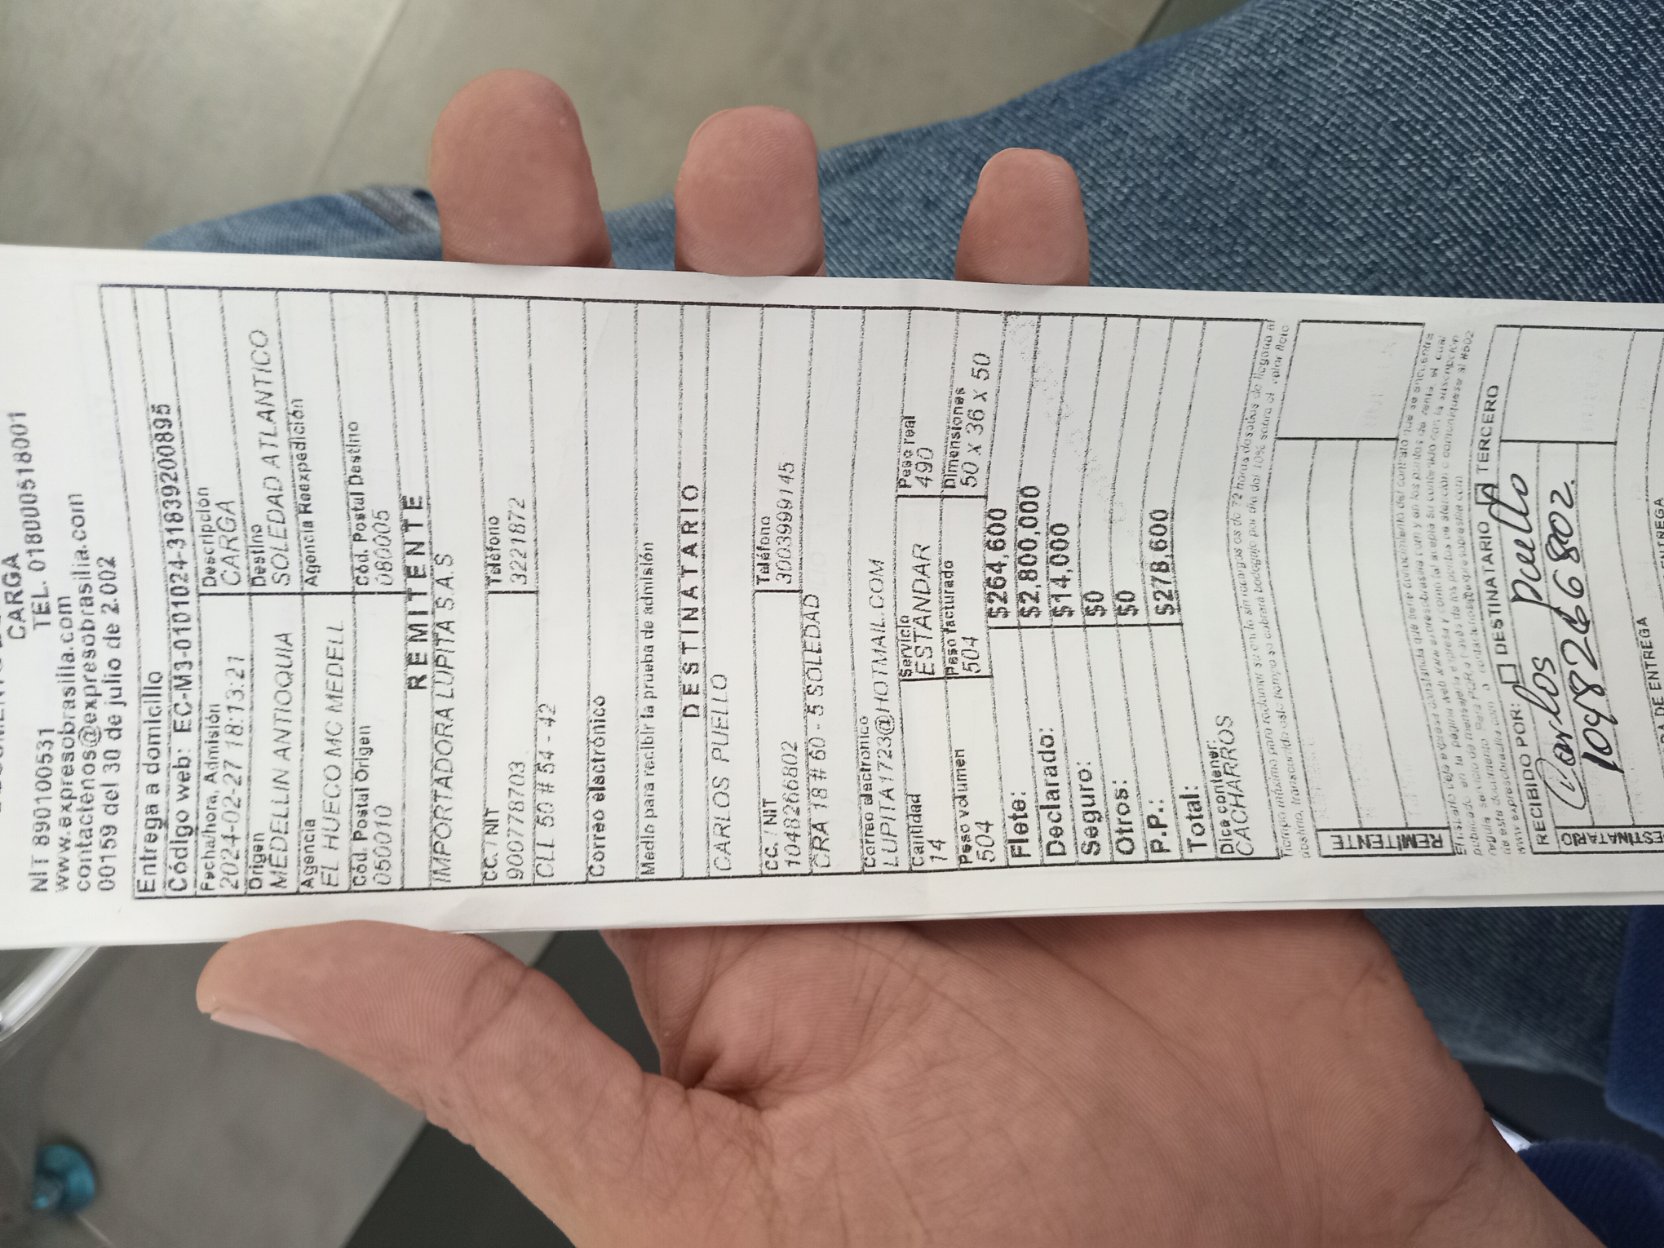 CARGA
NIT 890100531 TEL. 018000518001
www.expresobrasilia.com
contactenos@expresobrasilia.com
00159 del 30 de julio de 2.002
Entrega a domicilio
Código web: EC-M3-0101024-31839200895
Fecha/hora, Admisión Descripción
2024-02-27 18:13:21 CARGA
Origen Destino
MEDELLIN ANTIOQUIA SOLEDAD ATLANTICO
Agencia Agencia Reexpedición
EL HUECO MC MEDELL
Cód. Postal Origen Cód. Postal Destino
050010 080005
REMITENTE
IMPORTADORA LUPITA S.A.S
CC. / NIT Teléfono
900778703 3221872
CLL 50 # 54 - 42
Correo electrónico
Medio para recibir la prueba de admisión
DESTINATARIO
CARLOS PUELLO
CC. / NIT Teléfono
1048266802 3003899145
CRA 18 # 60 - 5 SOLEDAD
Correo electronico
LUPITA1723@HOTMAIL.COM
Cantidad Servicio Peso real
14 ESTANDAR 490
Peso volumen Peso facturado Dimensiones
504 504 50 x 36 x 50
Flete: $264,600
Declarado: $2,800,000
Seguro: $14,000
Otros: $0
P.P.: $0
Total: $278,600
Dice contener:
CACHARROS
REMITENTE
RECIBIDO POR: DESTINATARIO TERCERO
Carlos Puello
1048266802
DESTINATARIO
DE ENTREGA
ENTREGA